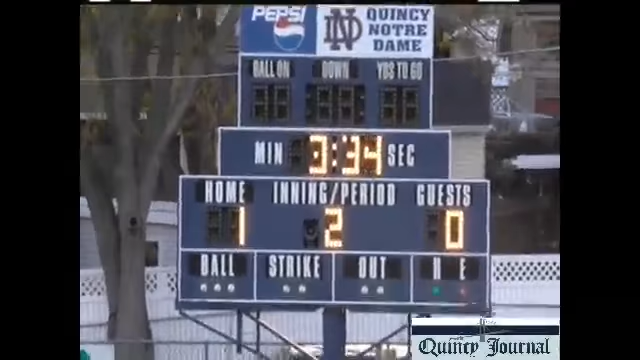 PEPSI
ND
QUINCY
NOTRE
DAME
BALL ON DOWN YDS TO GO
MIN 3:34 SEC
HOME INNING/PERIOD GUESTS
1 2 0
BALL STRIKE OUT H E
Quincy Journal